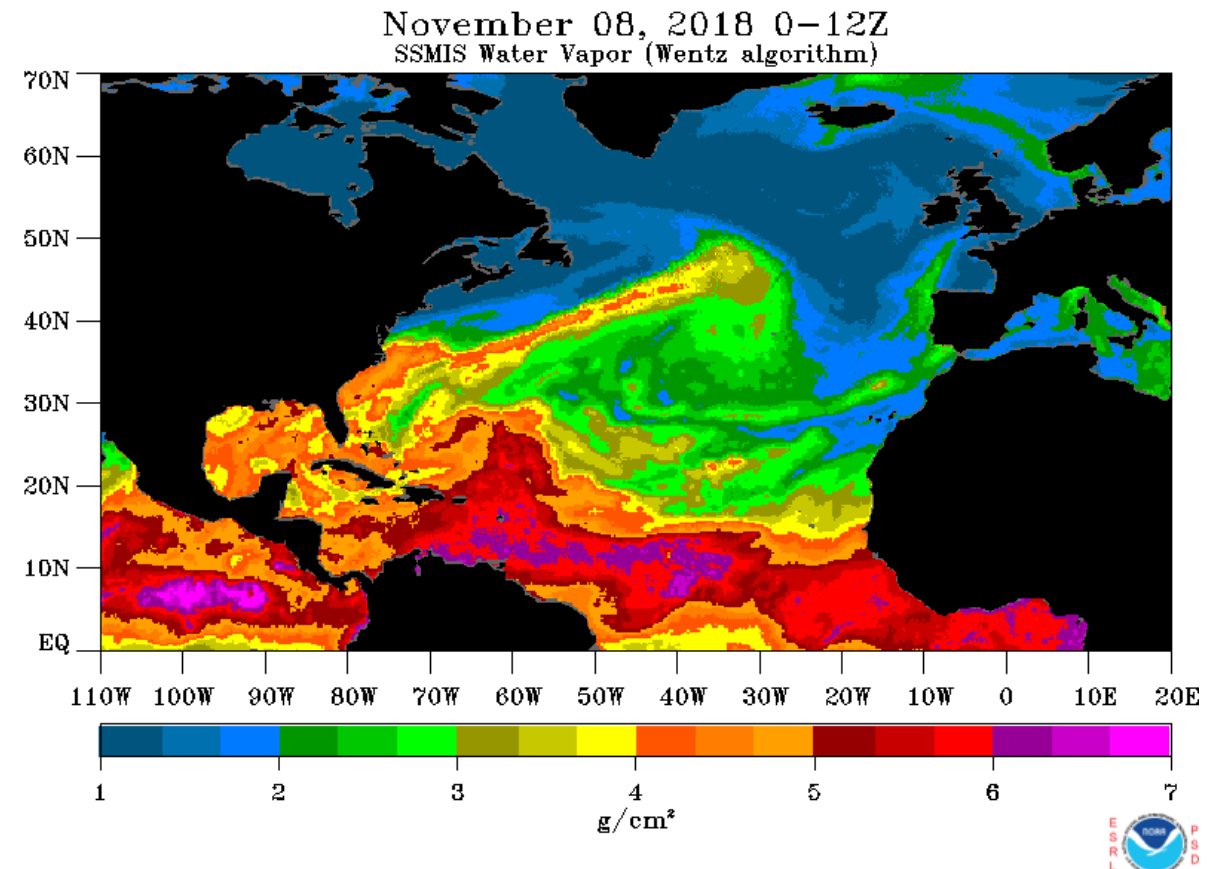 November 08, 2018 0-12Z
SSMIS Water Vapor (Wentz algorithm)
70N
60N
50N
40N
30N
20N
10N
EQ
110W 100W 90W 80W 70W 60W 50W 40W 30W 20W 10W 0 10E 20E
1 2 3 4 5 6 7
g/cm²
ESRL
NOAA
PSD